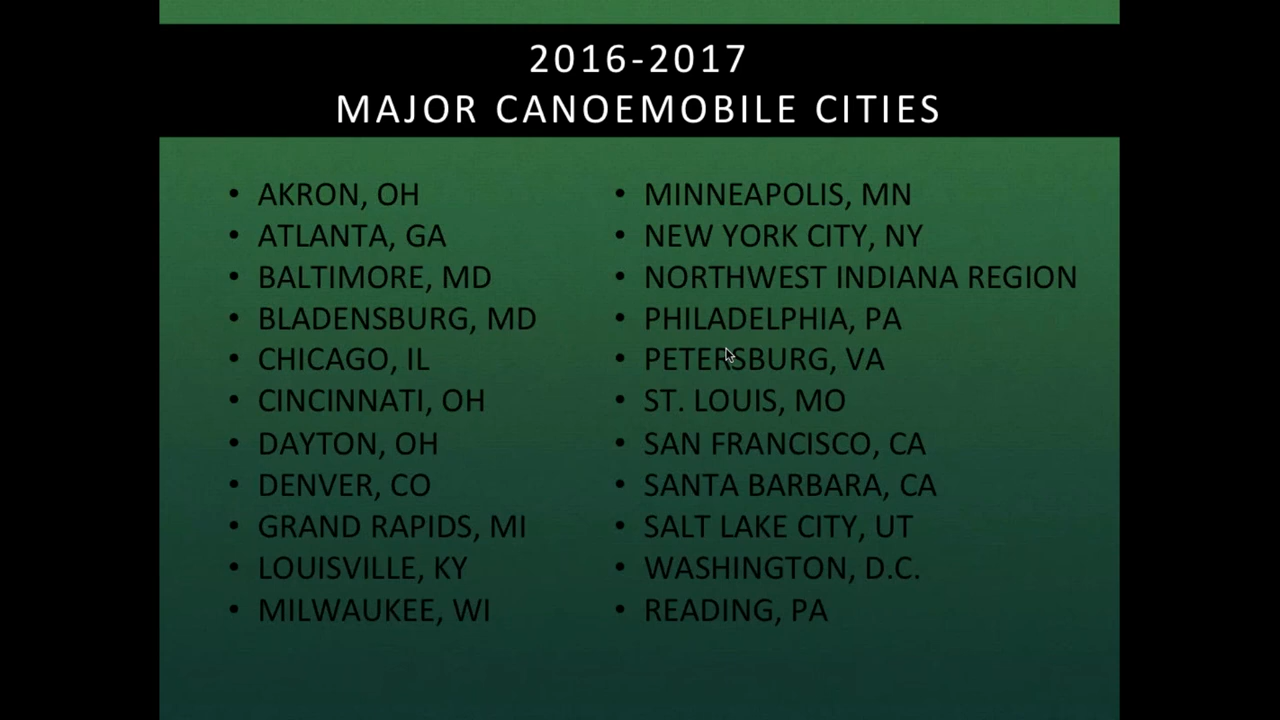 2016-2017
MAJOR CANOEMOBILE CITIES
• AKRON, OH
• ATLANTA, GA
• BALTIMORE, MD
• BLADENSBURG, MD
• CHICAGO, IL
• CINCINNATI, OH
• DAYTON, OH
• DENVER, CO
• GRAND RAPIDS, MI
• LOUISVILLE, KY
• MILWAUKEE, WI
• MINNEAPOLIS, MN
• NEW YORK CITY, NY
• NORTHWEST INDIANA REGION
• PHILADELPHIA, PA
• PETERSBURG, VA
• ST. LOUIS, MO
• SAN FRANCISCO, CA
• SANTA BARBARA, CA
• SALT LAKE CITY, UT
• WASHINGTON, D.C.
• READING, PA